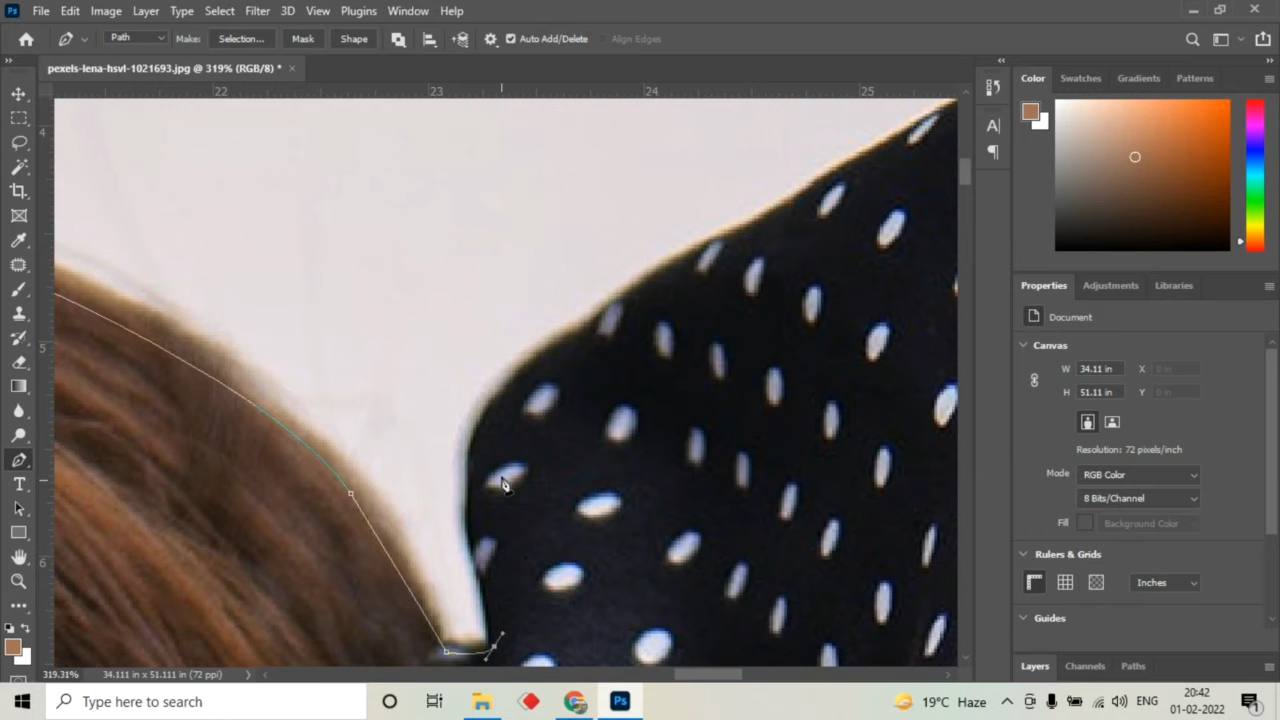 Ps File Edit Image Layer Type Select Filter 3D View Plugins Window Help
Path Make: Selection... Mask Shape Auto Add/Delete Align Edges
pexels-lena-hsvl-1021693.jpg @ 319% (RGB/8) * ×
22 23 24 25
4
5
6
Color Swatches Gradients Patterns
Properties Adjustments Libraries
Document
Canvas
W 34.11 in X 0 in
H 51.11 in Y 0 in
Resolution: 72 pixels/inch
Mode RGB Color
8 Bits/Channel
Fill Background Color
Rulers & Grids
Inches
Guides
Layers Channels Paths
319.31% 34.111 in x 51.111 in (72 ppi)
Type here to search
Ps
19°C Haze
ENG
20:42
01-02-2022
1